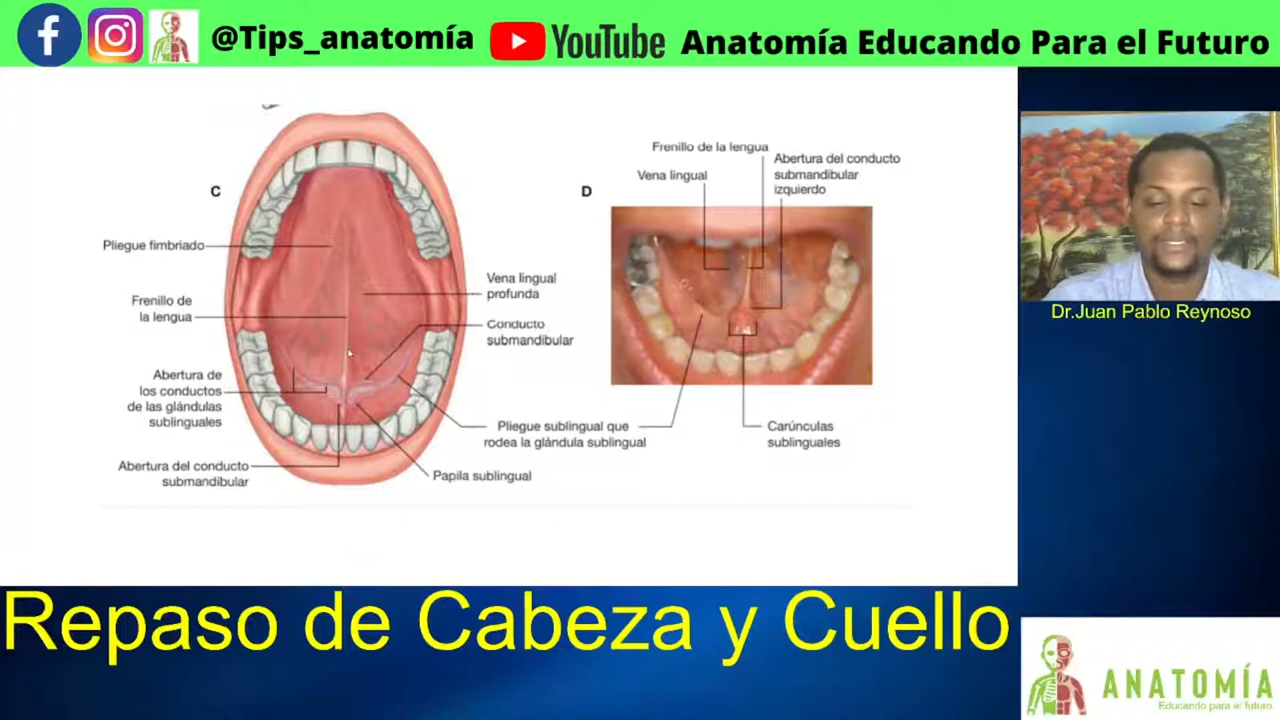 @Tips_anatomía
YouTube
Anatomía Educando Para el Futuro
C
Pliegue fimbriado
Frenillo de
la lengua
Abertura de
los conductos
de las glándulas
sublinguales
Abertura del conducto
submandibular
Vena lingual
profunda
Conducto
submandibular
Pliegue sublingual que
rodea la glándula sublingual
Papila sublingual
D
Frenillo de la lengua
Vena lingual
Abertura del conducto
submandibular
izquierdo
Carúnculas
sublinguales
Dr.Juan Pablo Reynoso
Repaso de Cabeza y Cuello
ANATOMÍA
Educando para el futuro